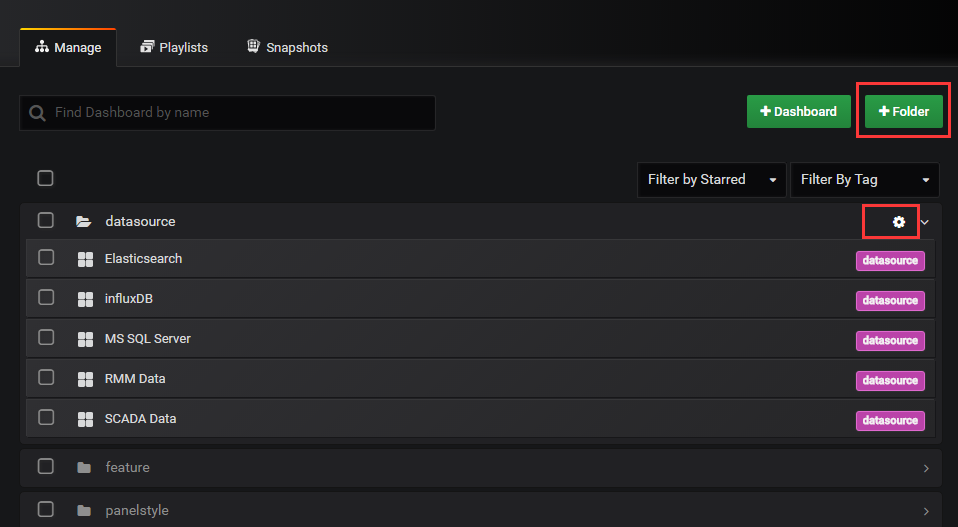 Manage Playlists Snapshots
Find Dashboard by name
Dashboard Folder
Filter by Starred Filter By Tag
datasource
Elasticsearch datasource
influxDB datasource
MS SQL Server datasource
RMM Data datasource
SCADA Data datasource
feature
panelstyle